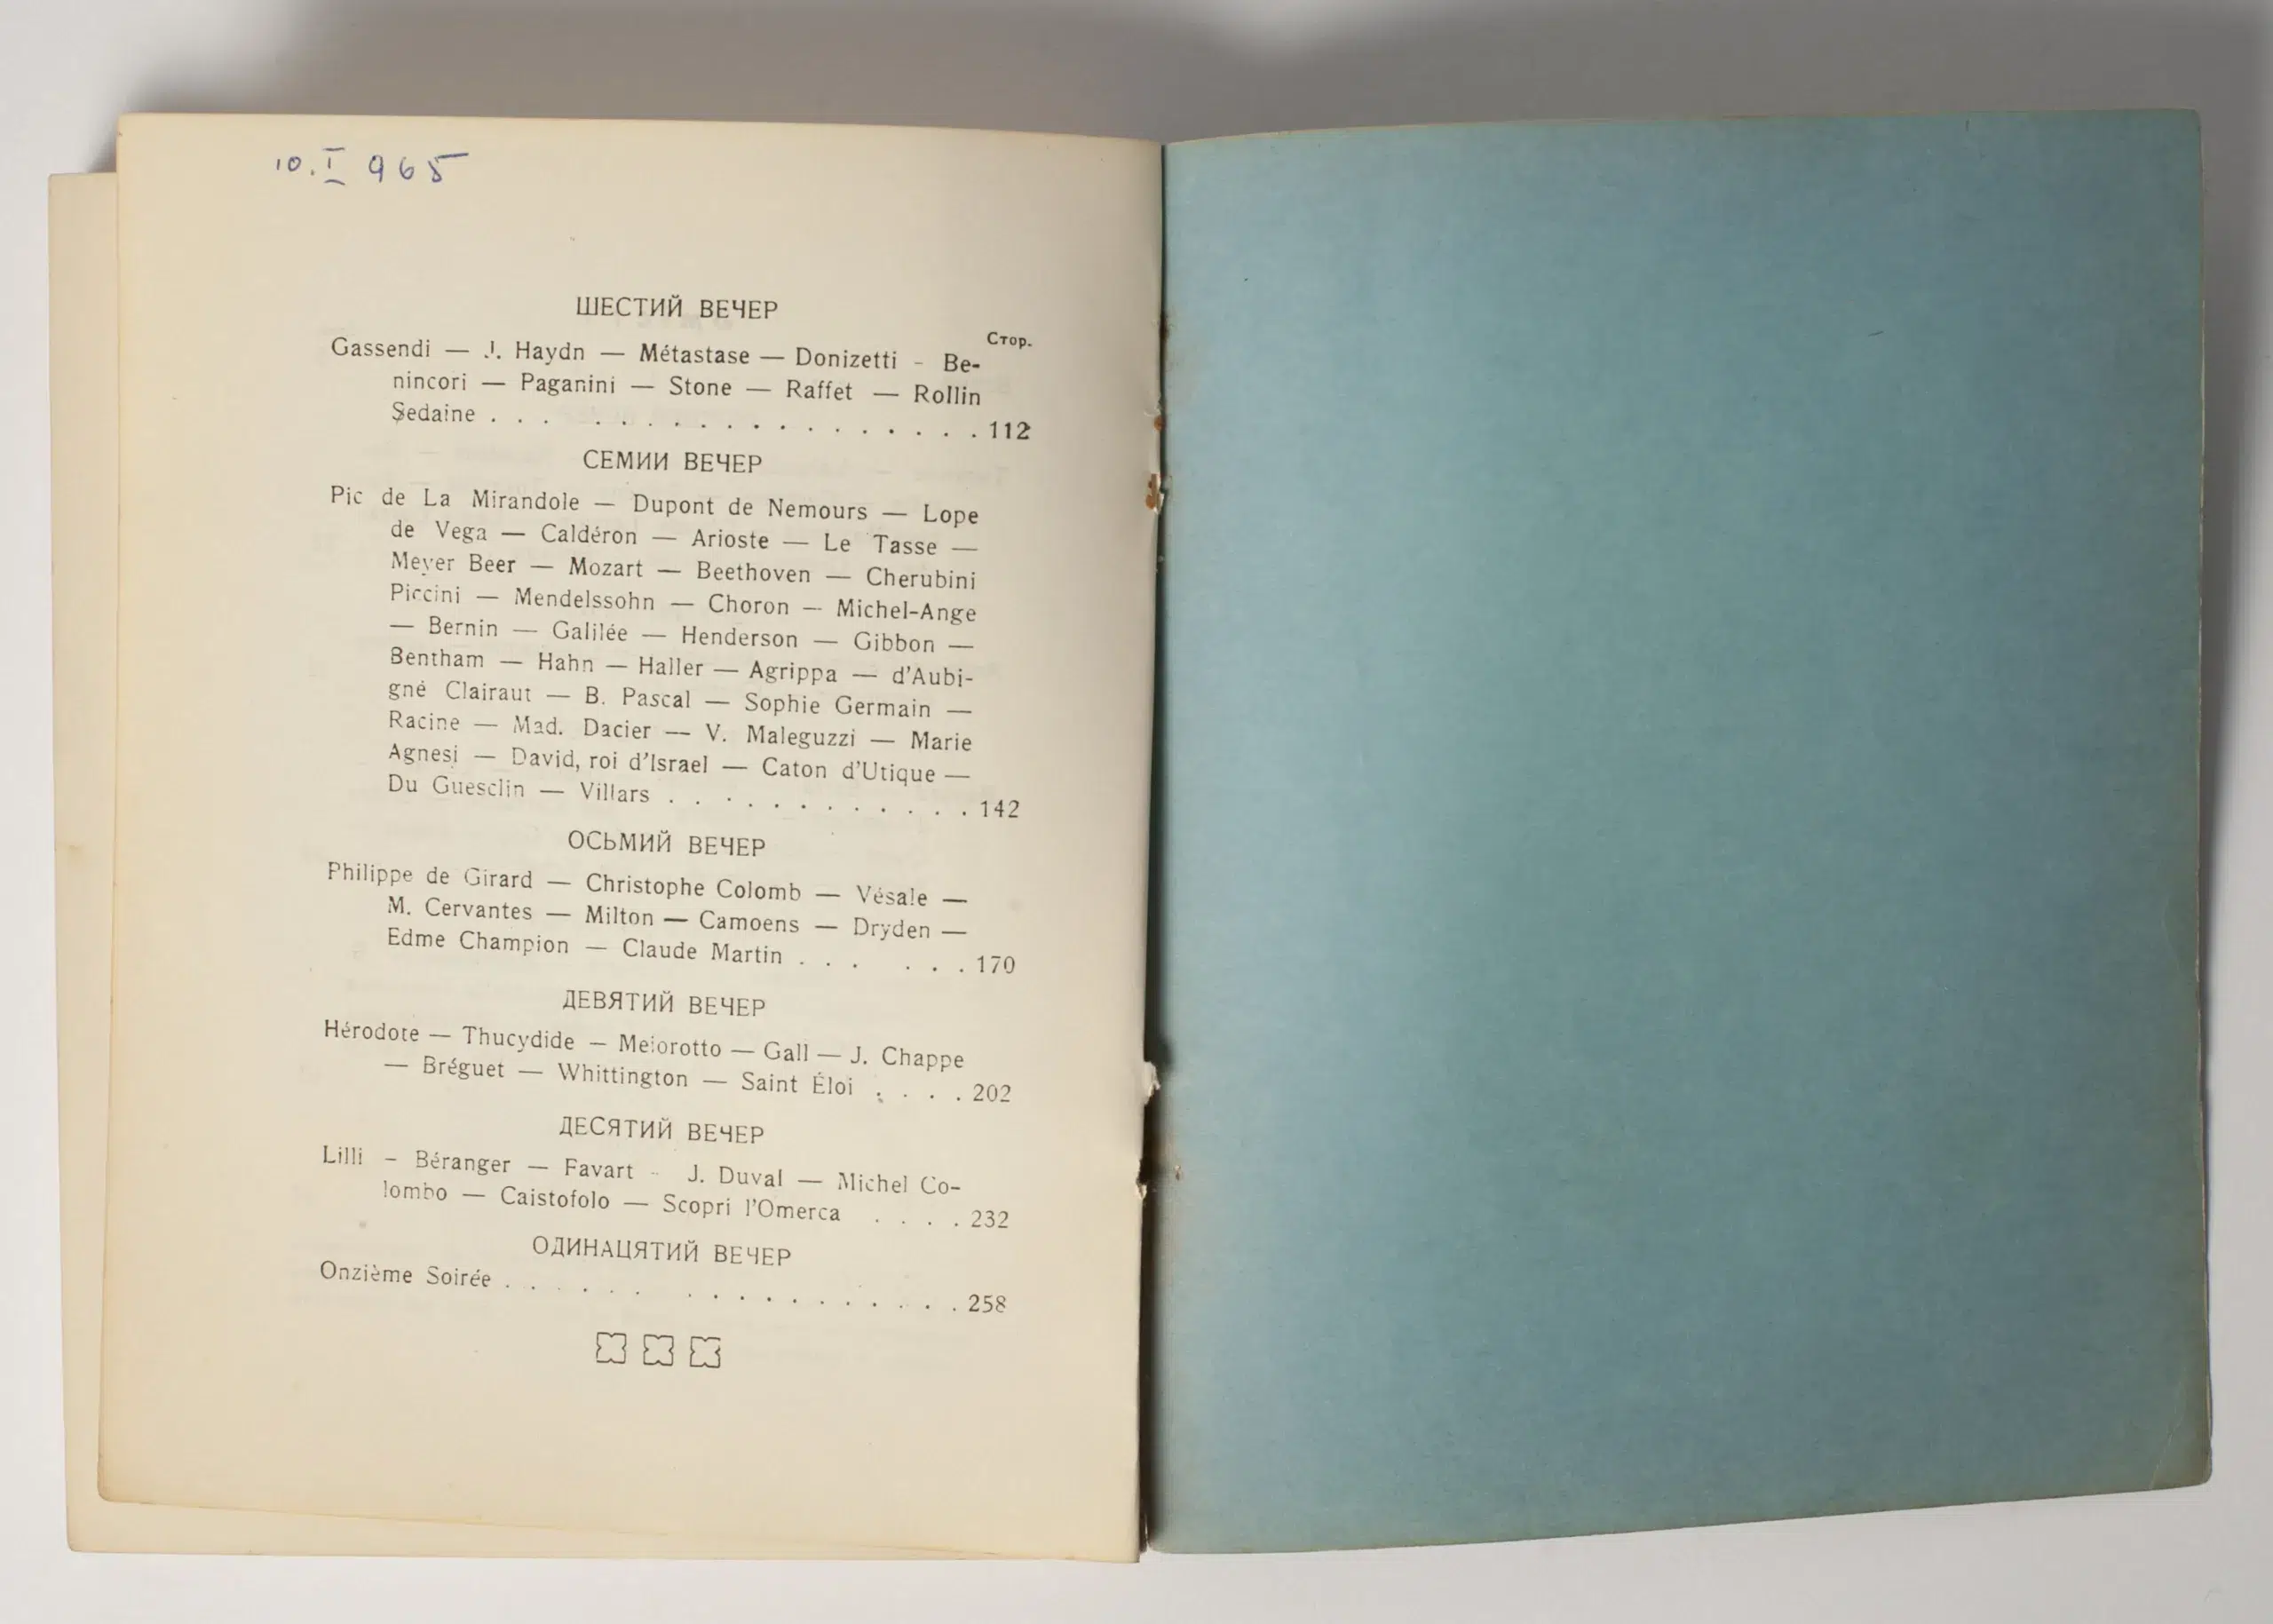 10.I 965
ШЕСТИЙ ВЕЧЕР
Стор.
Gassendi — J. Haydn — Métastase — Donizetti - Be-
nincori — Paganini — Stone — Raffet — Rollin
Sedaine . . . . . . . . . . . . . . . . . . 112
СЕМИИ ВЕЧЕР
Pic de La Mirandole — Dupont de Nemours — Lope
de Vega — Caldéron — Arioste — Le Tasse —
Meyer Beer — Mozart — Beethoven — Cherubini
Piccini — Mendelssohn — Choron — Michel-Ange
— Bernin — Galilée — Henderson — Gibbon —
Bentham — Hahn — Haller — Agrippa — d'Aubi-
gné Clairaut — B. Pascal — Sophie Germain —
Racine — Mad. Dacier — V. Maleguzzi — Marie
Agnesi — David, roi d'Israel — Caton d'Utique —
Du Guesclin — Villars . . . . . . . . . . . . 142
ОСЬМИЙ ВЕЧЕР
Philippe de Girard — Christophe Colomb — Vésale —
M. Cervantes — Milton — Camoens — Dryden —
Edme Champion — Claude Martin . . . . . . 170
ДЕВЯТИЙ ВЕЧЕР
Hérodote — Thucydide — Meiorotto — Gall — J. Chappe
— Bréguet — Whittington — Saint Éloi . . . . 202
ДЕСЯТИЙ ВЕЧЕР
Lilli - Béranger — Favart - J. Duval — Michel Co-
lombo — Caistofolo — Scopri l'Omerca . . . . 232
ОДИНАЦЯТИЙ ВЕЧЕР
Onzième Soirée . . . . . . . . . . . . . . . . . 258